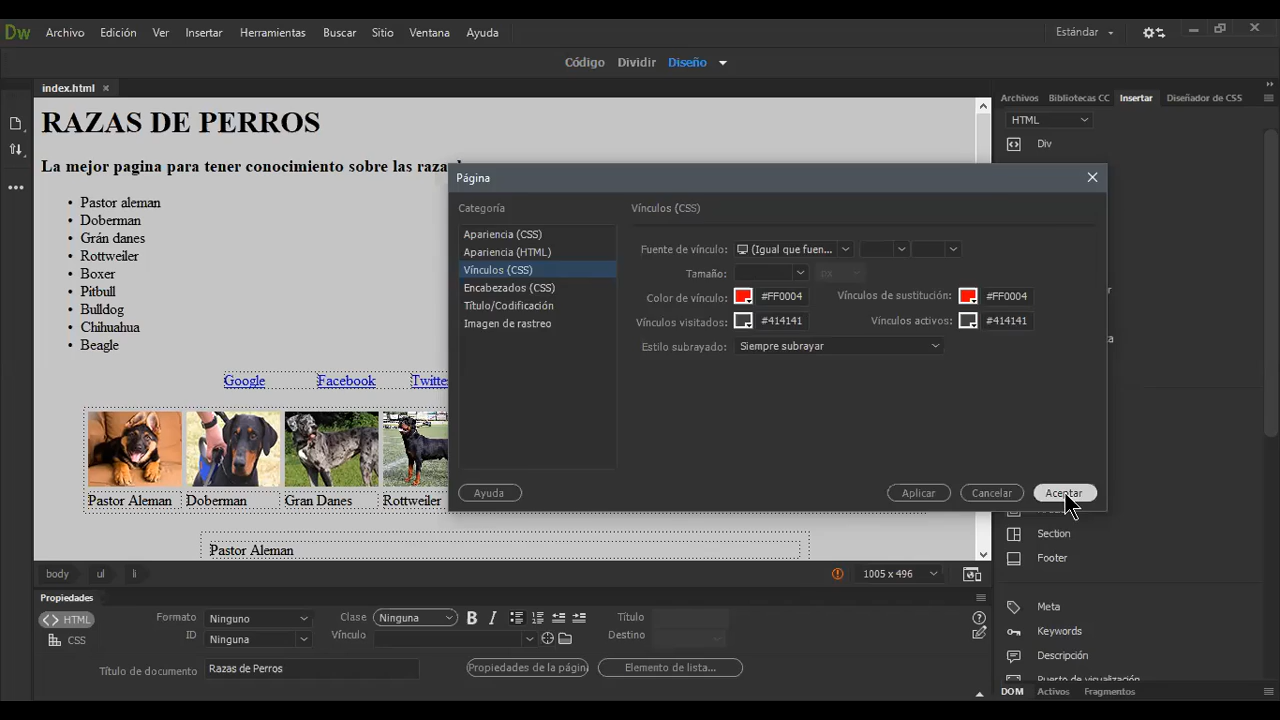 Dw Archivo Edición Ver Insertar Herramientas Buscar Sitio Ventana Ayuda Estándar
Código Dividir Diseño
index.html ×
Archivos Bibliotecas CC Insertar Diseñador de CSS
HTML
Div
RAZAS DE PERROS
La mejor pagina para tener conocimiento sobre las
• Pastor aleman
• Doberman
• Grán danes
• Rottweiler
• Boxer
• Pitbull
• Bulldog
• Chihuahua
• Beagle
Google Facebook
Pastor Aleman Doberman Gran Danes Rottweiler
Pastor Aleman
Página
Categoría
Apariencia (CSS)
Apariencia (HTML)
Vínculos (CSS)
Encabezados (CSS)
Título/Codificación
Imagen de rastreo
Vínculos (CSS)
Fuente de vínculo: (Igual que fuen...
Tamaño: px
Color de vínculo: #FF0004 Vínculos de sustitución: #FF0004
Vínculos visitados: #414141 Vínculos activos: #414141
Estilo subrayado: Siempre subrayar
Ayuda Aplicar Cancelar Aceptar
Section
Footer
Meta
Keywords
Descripción
Puerto de visualización
DOM Activos Fragmentos
body ul li 1005 x 496
Propiedades
<> HTML Formato Ninguno Clase Ninguna B I Título
CSS ID Ninguna Vínculo Destino
Título de documento Razas de Perros Propiedades de la págin Elemento de lista...